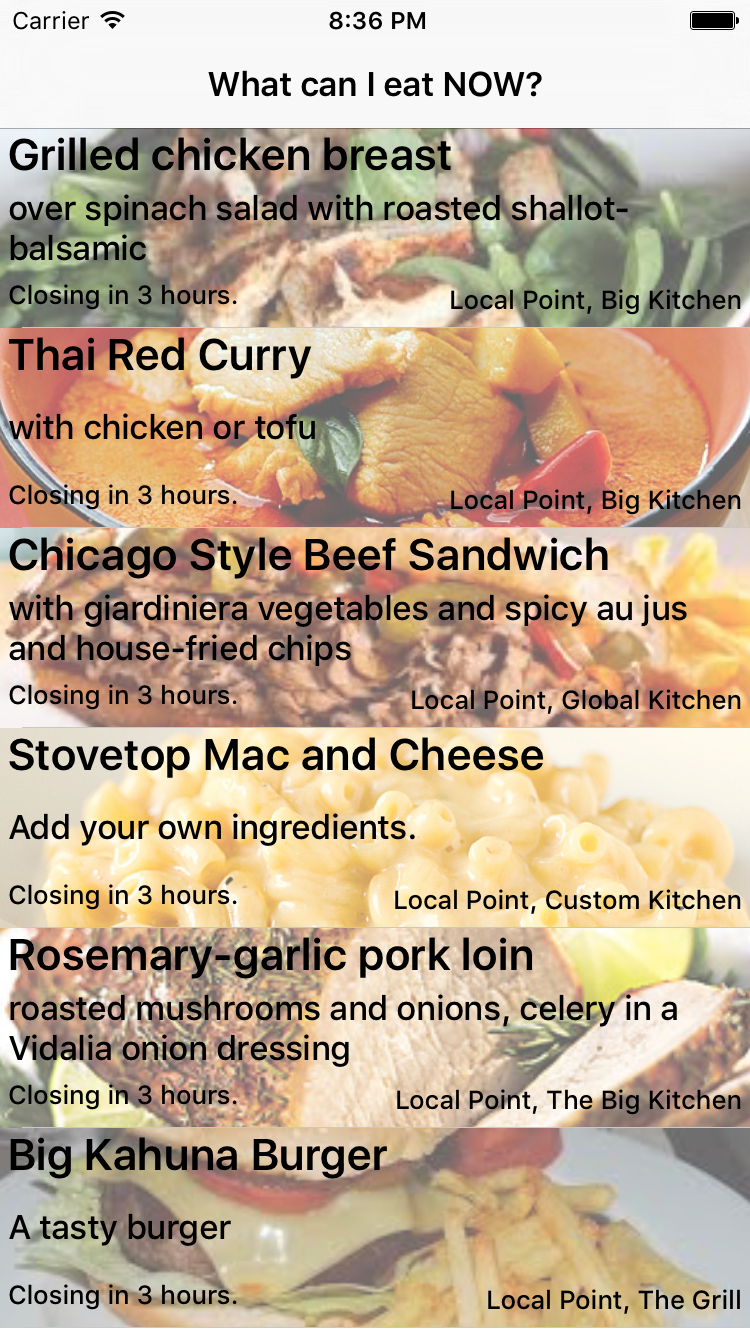 Carrier 8:36 PM
What can I eat NOW?
Grilled chicken breast
over spinach salad with roasted shallot-
balsamic
Closing in 3 hours. Local Point, Big Kitchen
Thai Red Curry
with chicken or tofu
Closing in 3 hours. Local Point, Big Kitchen
Chicago Style Beef Sandwich
with giardiniera vegetables and spicy au jus
and house-fried chips
Closing in 3 hours. Local Point, Global Kitchen
Stovetop Mac and Cheese
Add your own ingredients.
Closing in 3 hours. Local Point, Custom Kitchen
Rosemary-garlic pork loin
roasted mushrooms and onions, celery in a
Vidalia onion dressing
Closing in 3 hours. Local Point, The Big Kitchen
Big Kahuna Burger
A tasty burger
Closing in 3 hours. Local Point, The Grill